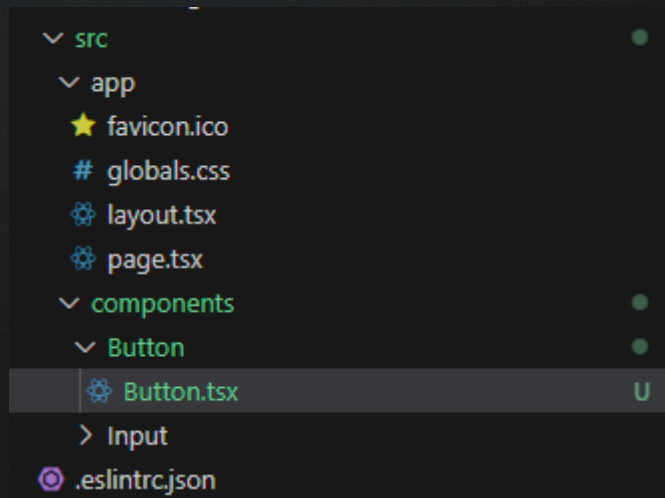 src
app
favicon.ico
# globals.css
layout.tsx
page.tsx
components
Button
Button.tsx U
Input
.eslintrc.json